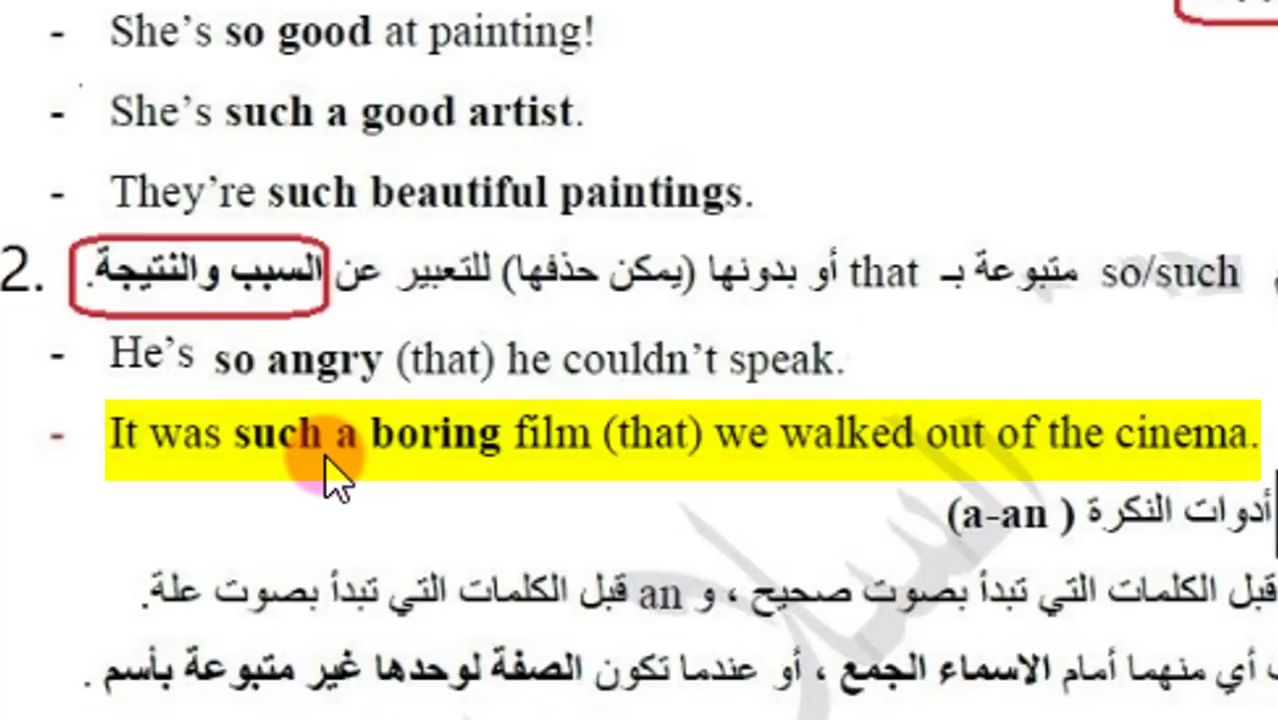 - She’s so good at painting!
- She’s such a good artist.
- They’re such beautiful paintings.
2. so/such متبوعة بـ that أو بدونها (يمكن حذفها) للتعبير عن السبب والنتيجة.
- He’s so angry (that) he couldn’t speak.
- It was such a boring film (that) we walked out of the cinema.
أدوات النكرة ( a-an)
قبل الكلمات التي تبدأ بصوت صحيح ، و an قبل الكلمات التي تبدأ بصوت علة.
أي منهما أمام الاسماء الجمع ، أو عندما تكون الصفة لوحدها غير متبوعة بأسم .